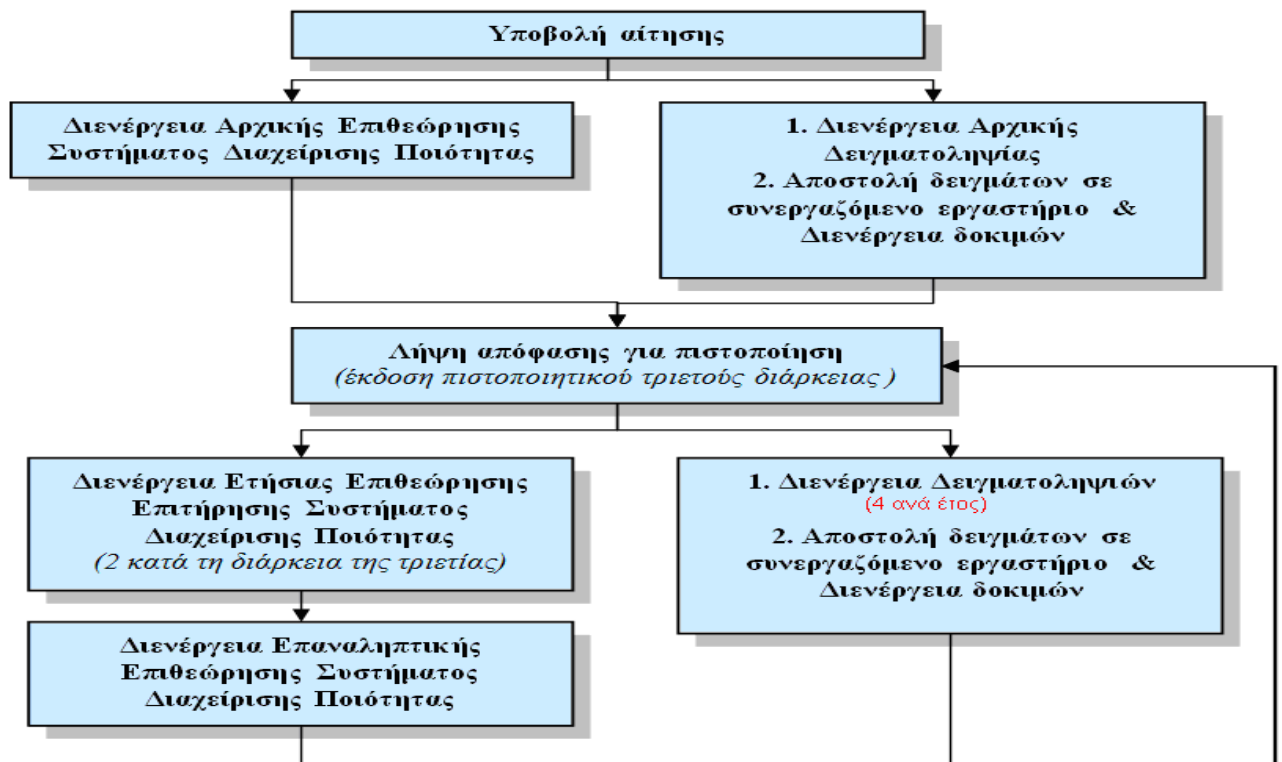 Υποβολή αίτησης
Διενέργεια Αρχικής Επιθεώρησης
Συστήματος Διαχείρισης Ποιότητας
1. Διενέργεια Αρχικής
Δειγματοληψίας
2. Αποστολή δειγμάτων σε
συνεργαζόμενο εργαστήριο &
Διενέργεια δοκιμών
Λήψη απόφασης για πιστοποίηση
(έκδοση πιστοποιητικού τριετούς διάρκειας )
Διενέργεια Ετήσιας Επιθεώρησης
Επιτήρησης Συστήματος
Διαχείρισης Ποιότητας
(2 κατά τη διάρκεια της τριετίας)
1. Διενέργεια Δειγματοληψιών
(4 ανά έτος)
2. Αποστολή δειγμάτων σε
συνεργαζόμενο εργαστήριο &
Διενέργεια δοκιμών
Διενέργεια Επαναληπτικής
Επιθεώρησης Συστήματος
Διαχείρισης Ποιότητας